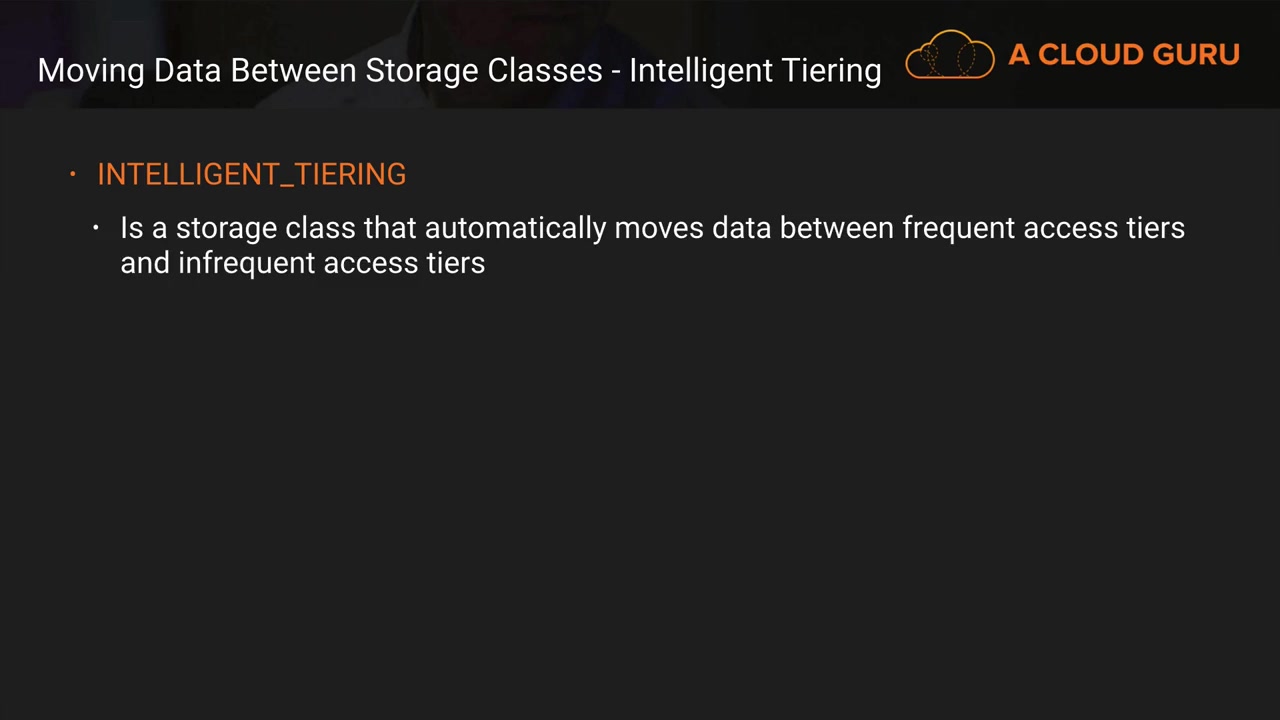 Moving Data Between Storage Classes - Intelligent Tiering
A CLOUD GURU
· INTELLIGENT_TIERING
· Is a storage class that automatically moves data between frequent access tiers
and infrequent access tiers